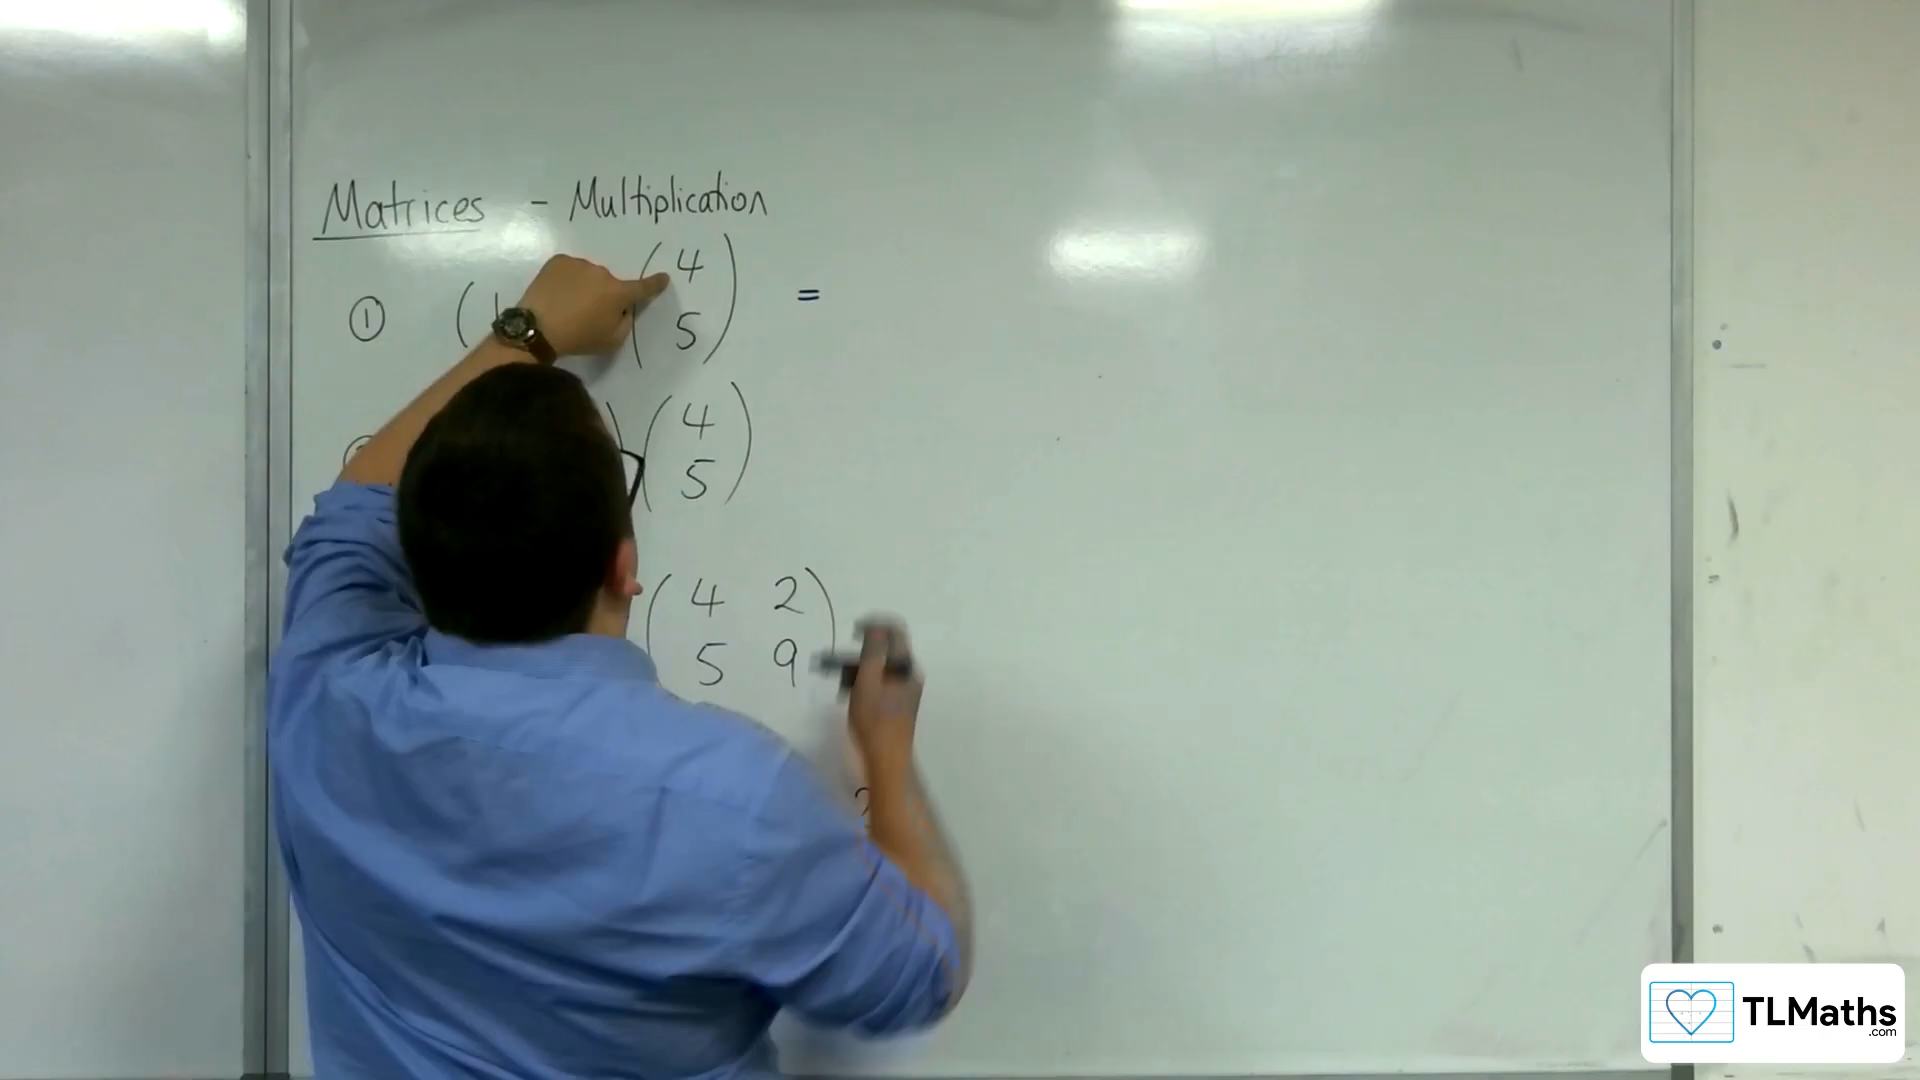 Matrices - Multiplication
① ( ( 4 ) =
5
( 4 )
5
( 4 2 )
5 9
TLMaths
.com